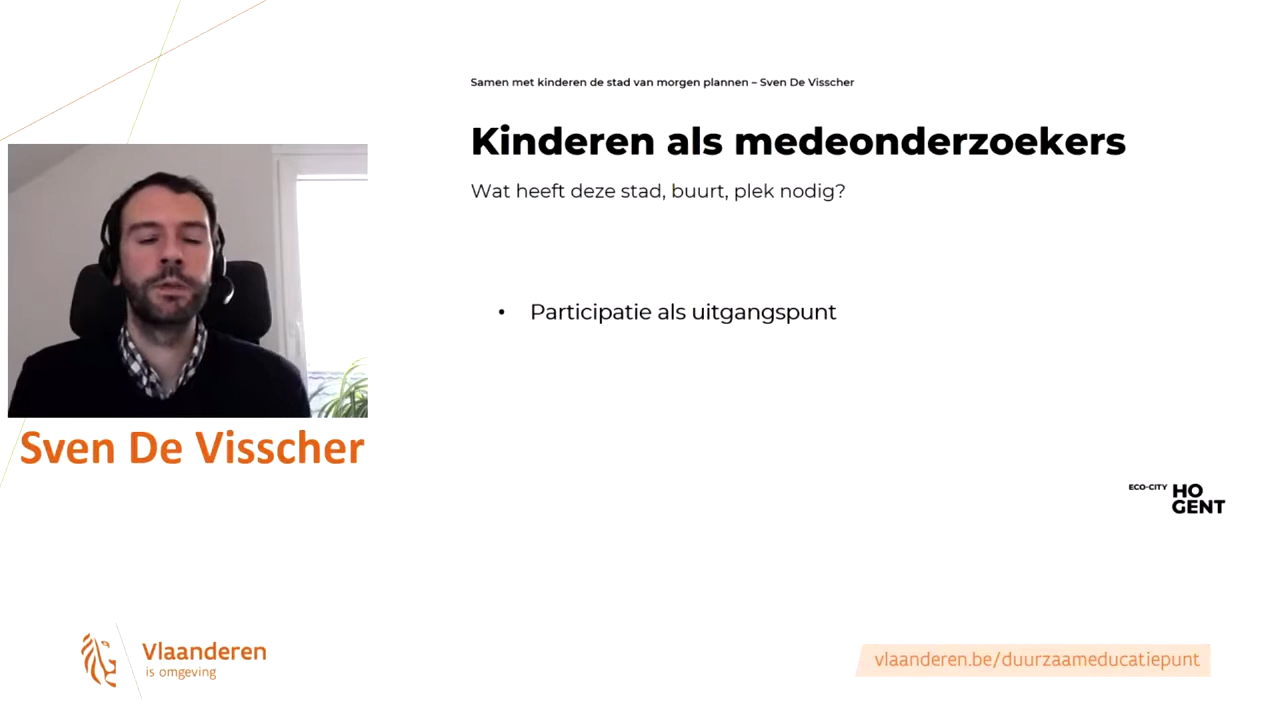 Samen met kinderen de stad van morgen plannen – Sven De Visscher
Kinderen als medeonderzoekers
Wat heeft deze stad, buurt, plek nodig?
• Participatie als uitgangspunt
Sven De Visscher
ECO-CITY
HO
GENT
Vlaanderen
is omgeving
vlaanderen.be/duurzaameducatiepunt